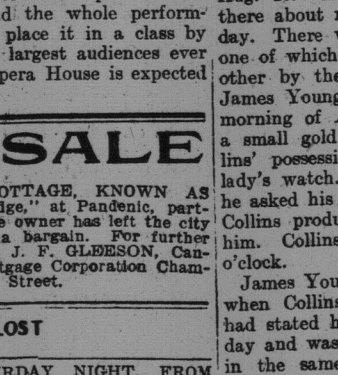 d the whole perform-
place it in a class by
largest audiences ever
pera House is expected
SALE
OTTAGE, KNOWN AS
dge," at Pandenic, part-
e owner has left the city
a bargain. For further
J. F. GLEESON, Can-
tgage Corporation Cham-
Street.
LOST
RDAY NIGHT, FROM
there about
day. There
one of which
other by the
James Young
morning of
a small gold
lins' possessi
lady's watch.
he asked his
Collins produ
him. Collins
o'clock.
James You
when Collins
had stated h
day and was
in the same